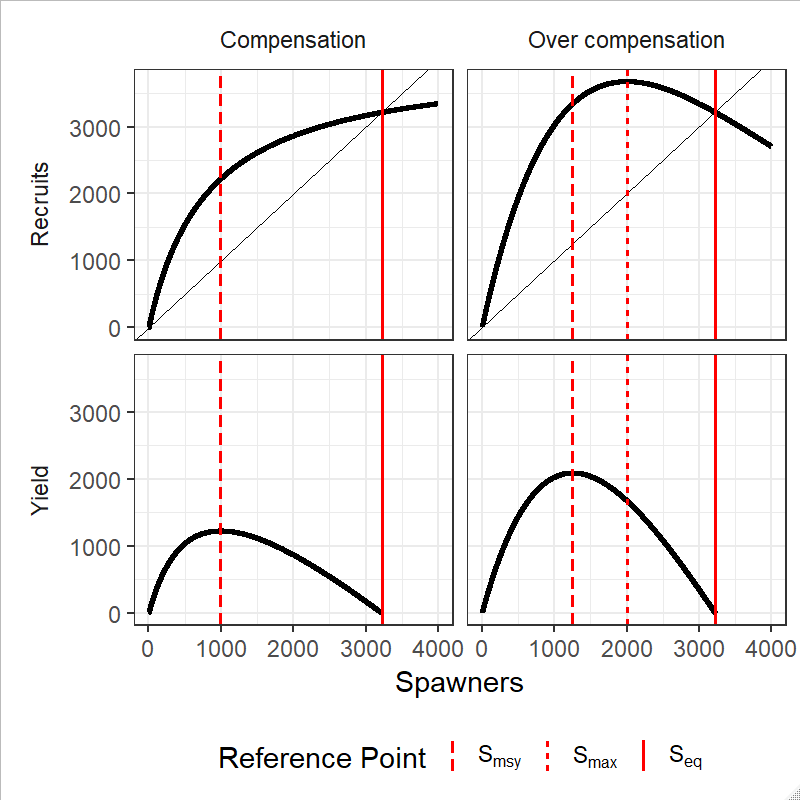 Compensation Over compensation
Recruits
3000
2000
1000
0
Yield
3000
2000
1000
0
0 1000 2000 3000 4000 0 1000 2000 3000 4000
Spawners
Reference Point Smsy Smax Seq